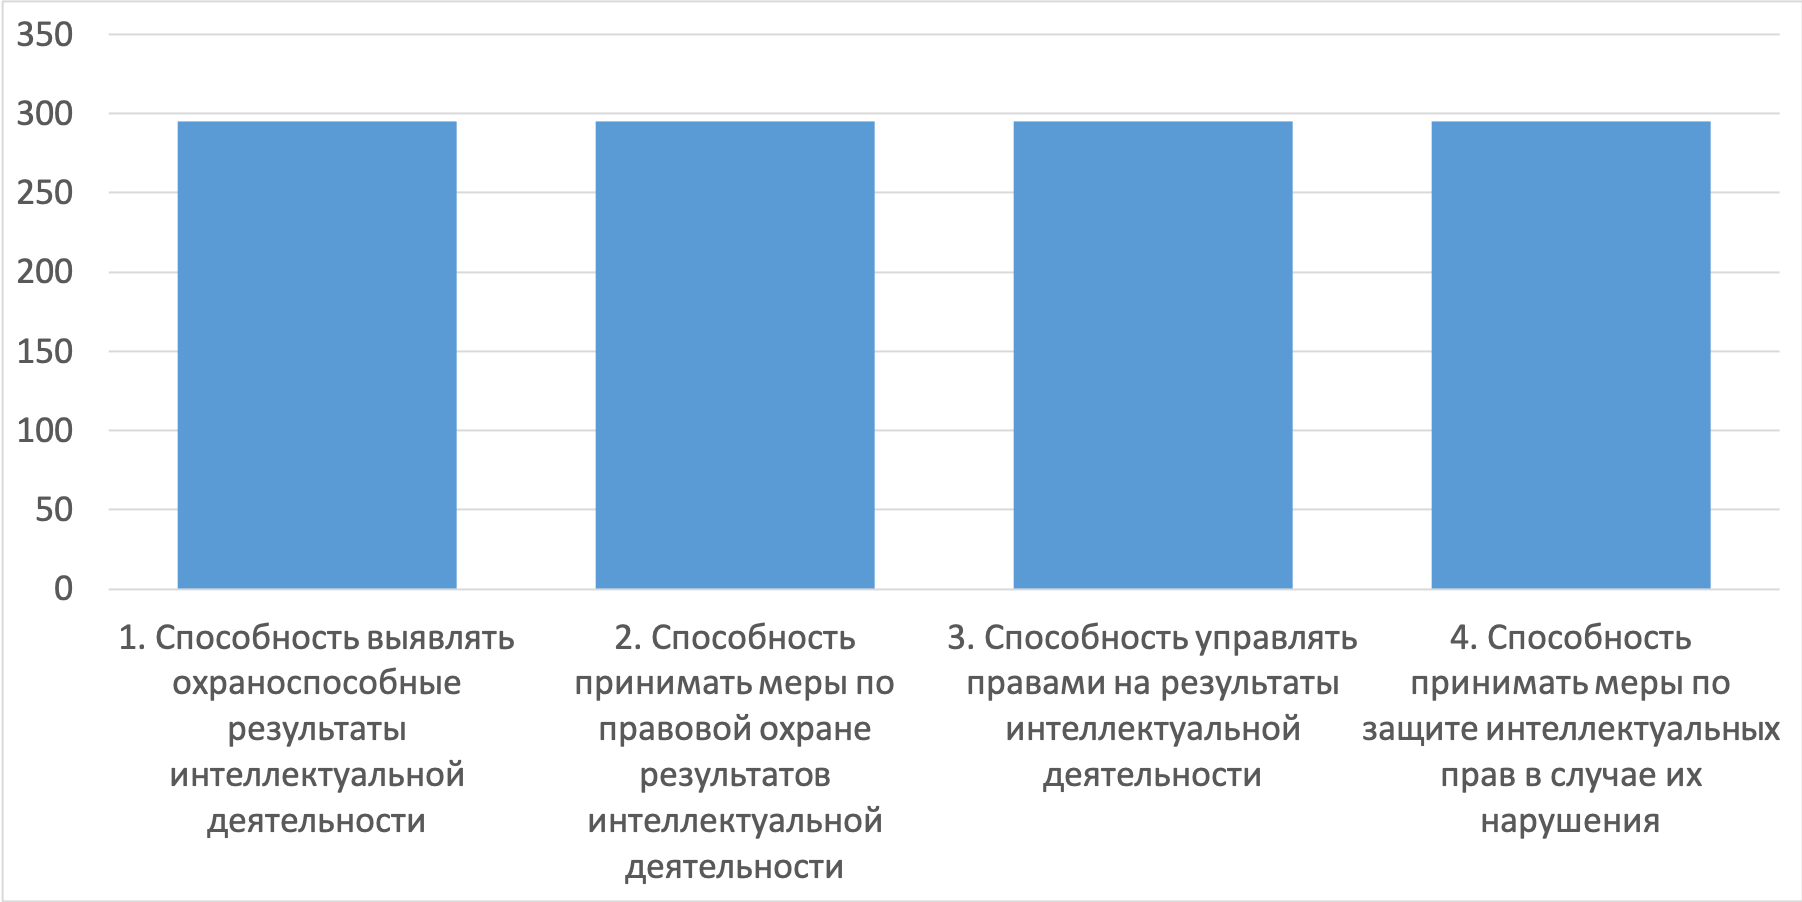 350
300
250
200
150
100
50
0
1. Способность выявлять
охраноспособные
результаты
интеллектуальной
деятельности
2. Способность
принимать меры по
правовой охране
результатов
интеллектуальной
деятельности
3. Способность управлять
правами на результаты
интеллектуальной
деятельности
4. Способность
принимать меры по
защите интеллектуальных
прав в случае их
нарушения